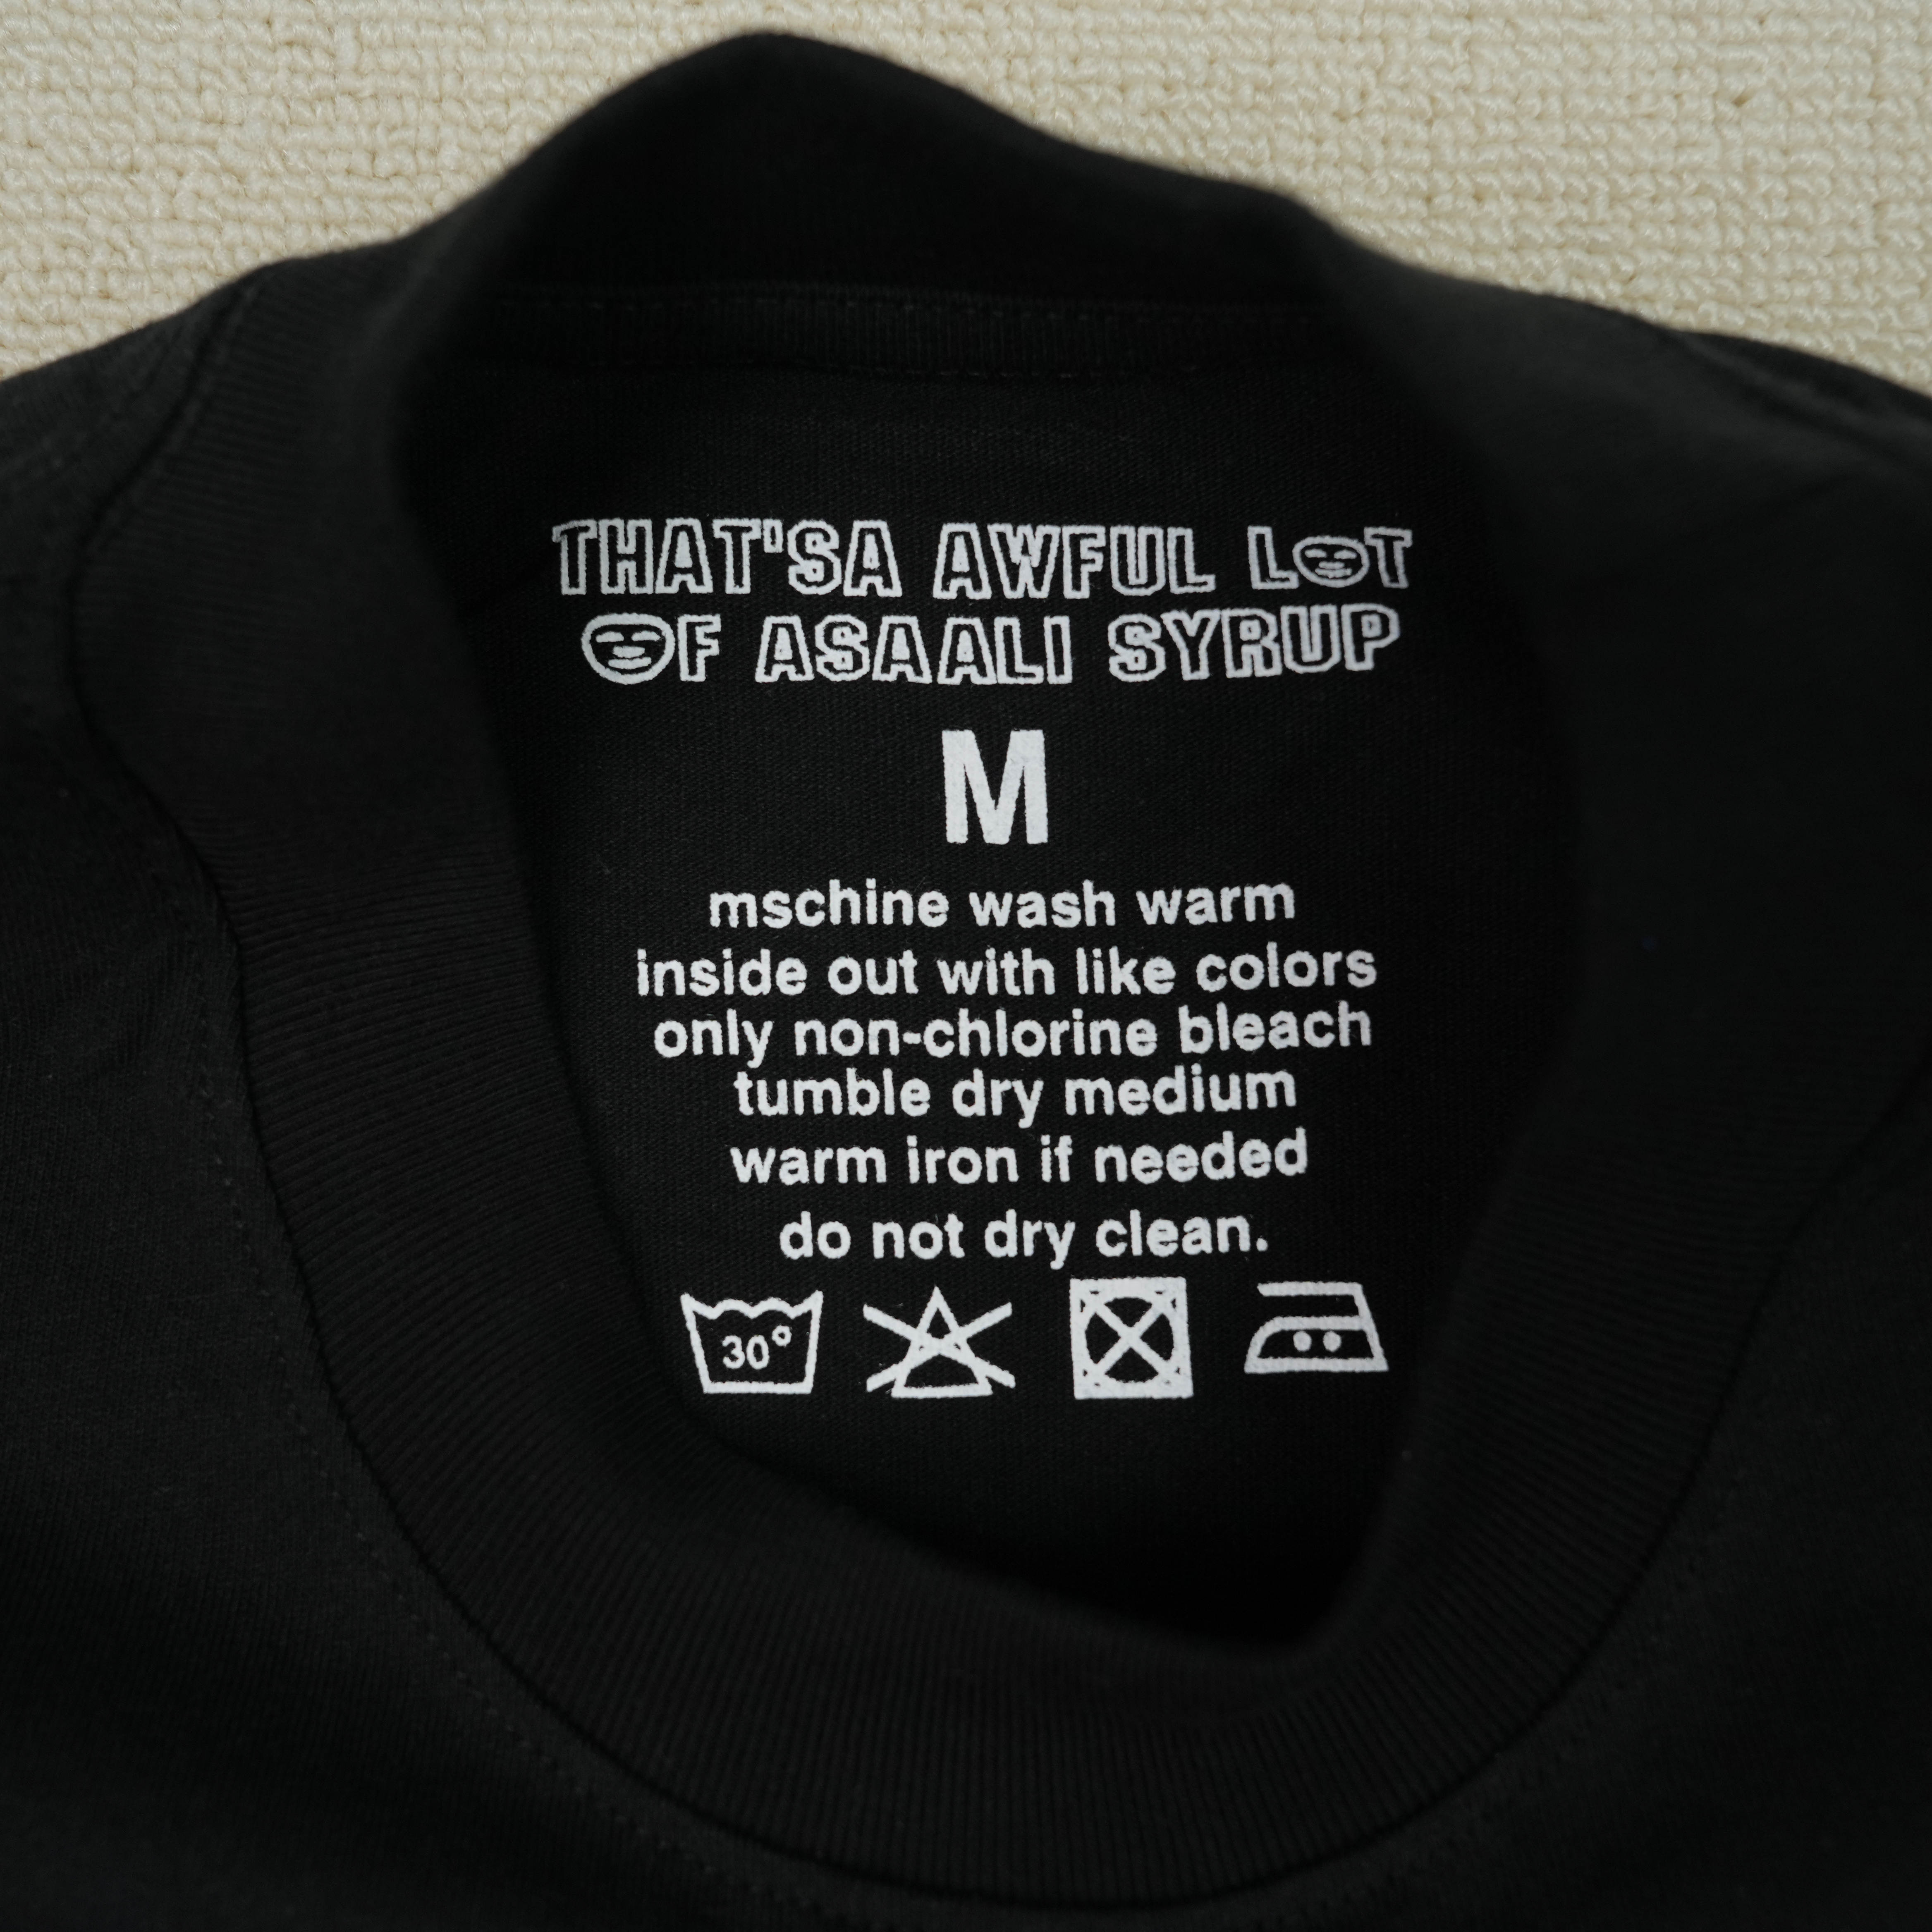 THAT'SA AWFUL LOT
OF ASAALI SYRUP
M
mschine wash warm
inside out with like colors
only non-chlorine bleach
tumble dry medium
warm iron if needed
do not dry clean.
30°